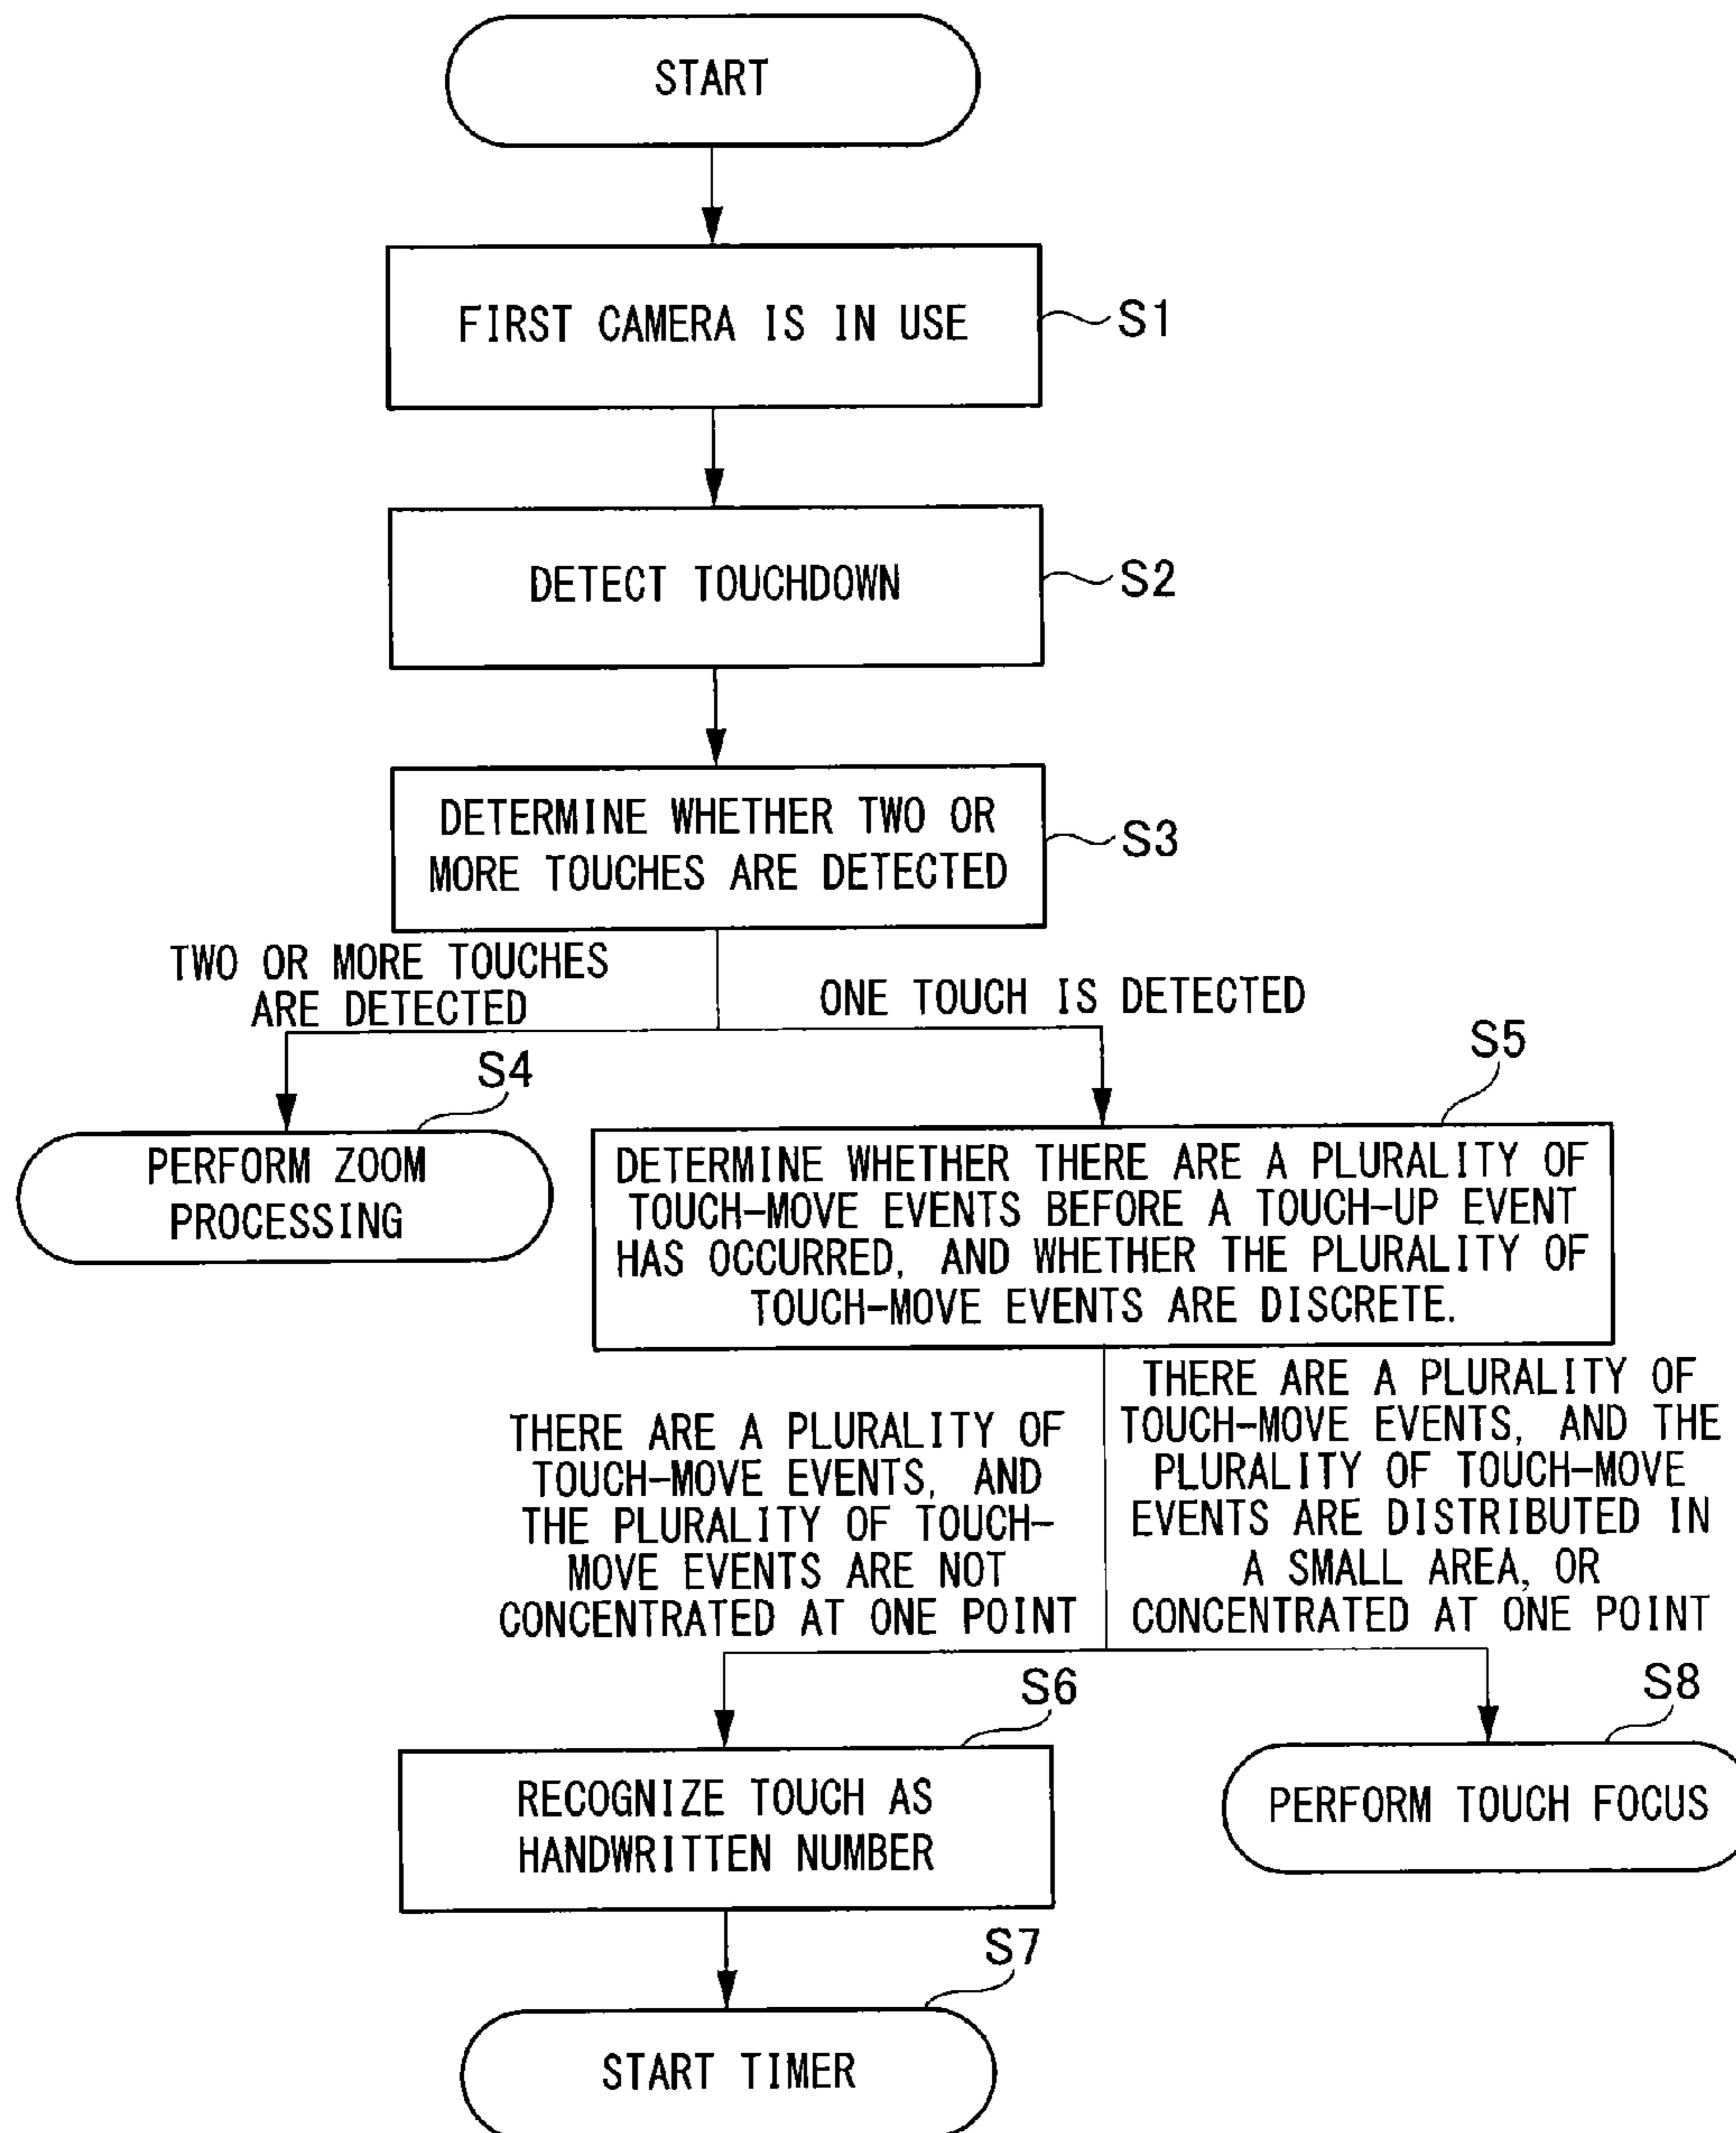 START
FIRST CAMERA IS IN USE
S1
DETECT TOUCHDOWN
S2
DETERMINE WHETHER TWO OR
MORE TOUCHES ARE DETECTED
S3
TWO OR MORE TOUCHES
ARE DETECTED
ONE TOUCH IS DETECTED
S4
PERFORM ZOOM
PROCESSING
S5
DETERMINE WHETHER THERE ARE A PLURALITY OF
TOUCH-MOVE EVENTS BEFORE A TOUCH-UP EVENT
HAS OCCURRED, AND WHETHER THE PLURALITY OF
TOUCH-MOVE EVENTS ARE DISCRETE.
THERE ARE A PLURALITY OF
TOUCH-MOVE EVENTS, AND
THE PLURALITY OF TOUCH-
MOVE EVENTS ARE NOT
CONCENTRATED AT ONE POINT
THERE ARE A PLURALITY OF
TOUCH-MOVE EVENTS, AND THE
PLURALITY OF TOUCH-MOVE
EVENTS ARE DISTRIBUTED IN
A SMALL AREA, OR
CONCENTRATED AT ONE POINT
S6
RECOGNIZE TOUCH AS
HANDWRITTEN NUMBER
S8
PERFORM TOUCH FOCUS
S7
START TIMER